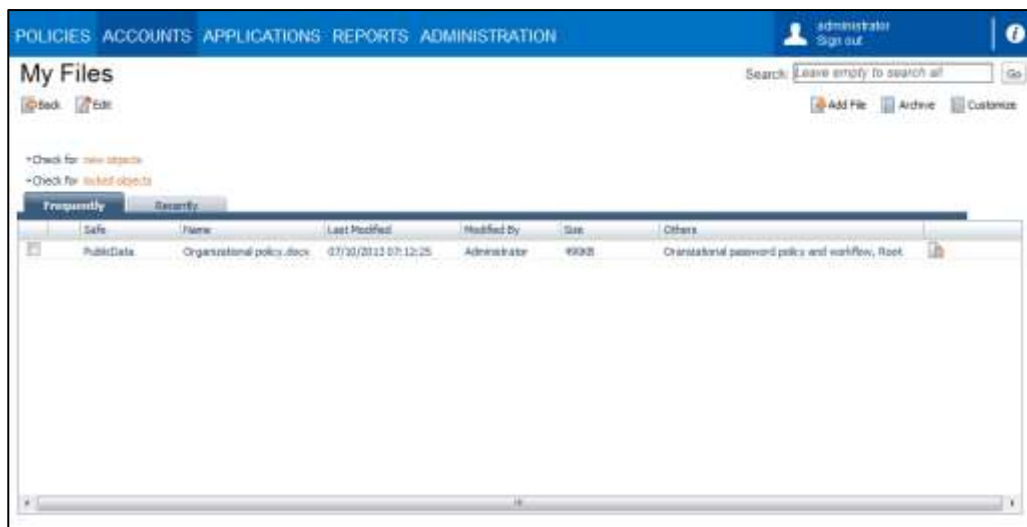 POLICIES ACCOUNTS APPLICATIONS REPORTS ADMINISTRATION administrator
Sign out
My Files Search: Leave empty to search all Go
Back Edit Add File Archive Customize
Check for new objects
Check for locked objects
Frequently Recently
Safe Name Last Modified Modified By Size Others
PublicData Organizational policy.docx 07/10/2013 07:12:25 Administrator Oranizational password policy and workflow, Root